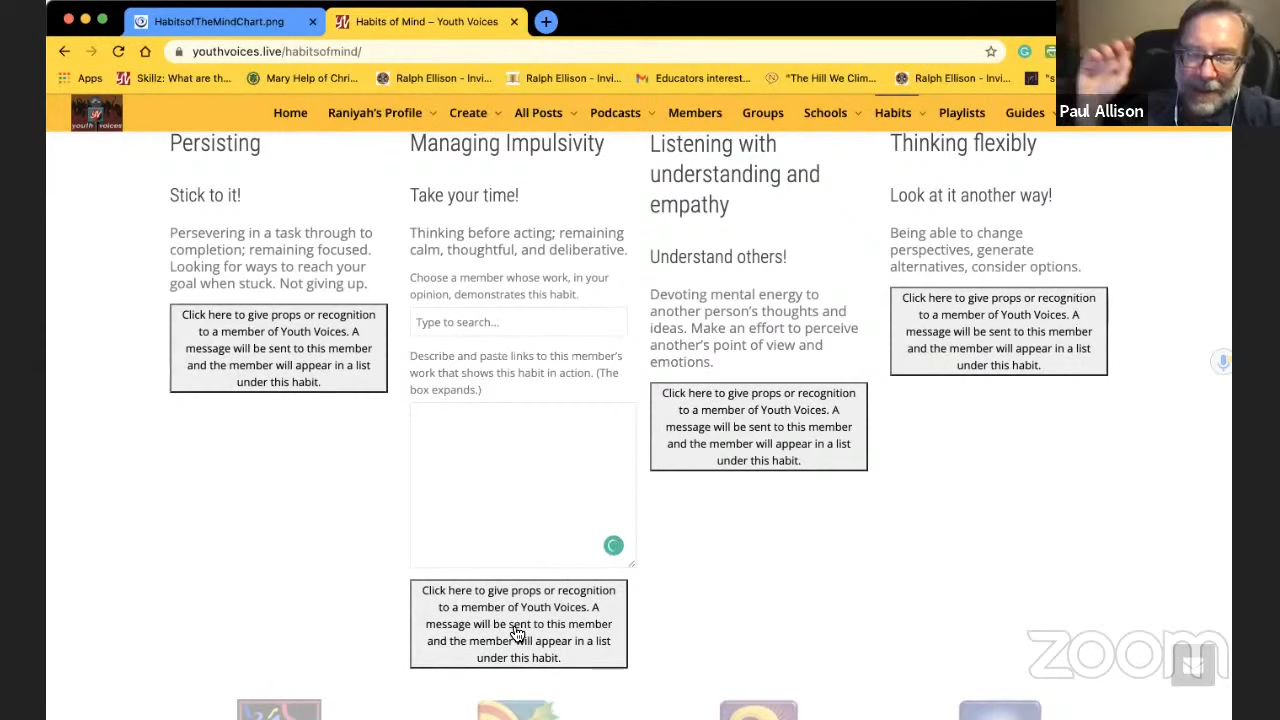 HabitsofTheMindChart.png
Habits of Mind – Youth Voices
youthvoices.live/habitsofmind/
Apps
Skillz: What are th...
Mary Help of Chri...
Ralph Ellison - Invi...
Ralph Ellison - Invi...
Educators interest...
"The Hill We Clim...
Ralph Ellison - Invi...
Paul Allison
youth voices
Home
Raniyah's Profile
Create
All Posts
Podcasts
Members
Groups
Schools
Habits
Playlists
Guides
Persisting
Stick to it!
Persevering in a task through to
completion; remaining focused.
Looking for ways to reach your
goal when stuck. Not giving up.
Click here to give props or recognition
to a member of Youth Voices. A
message will be sent to this member
and the member will appear in a list
under this habit.
Managing Impulsivity
Take your time!
Thinking before acting; remaining
calm, thoughtful, and deliberative.
Choose a member whose work, in your
opinion, demonstrates this habit.
Type to search...
Describe and paste links to this member's
work that shows this habit in action. (The
box expands.)
Click here to give props or recognition
to a member of Youth Voices. A
message will be sent to this member
and the member will appear in a list
under this habit.
Listening with
understanding and
empathy
Understand others!
Devoting mental energy to
another person's thoughts and
ideas. Make an effort to perceive
another's point of view and
emotions.
Click here to give props or recognition
to a member of Youth Voices. A
message will be sent to this member
and the member will appear in a list
under this habit.
Thinking flexibly
Look at it another way!
Being able to change
perspectives, generate
alternatives, consider options.
Click here to give props or recognition
to a member of Youth Voices. A
message will be sent to this member
and the member will appear in a list
under this habit.
zoom